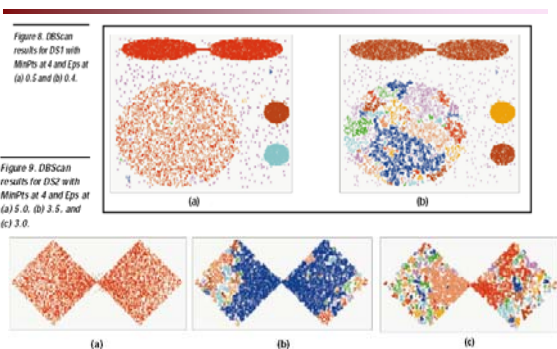 Figure 8. DBScan
results for DS1 with
MinPts at 4 and Eps at
(a) 0.5 and (b) 0.4.
(a)
(b)
Figure 9. DBScan
results for DS2 with
MinPts at 4 and Eps at
(a) 5.0, (b) 3.5, and
(c) 3.0.
(a)
(b)
(c)